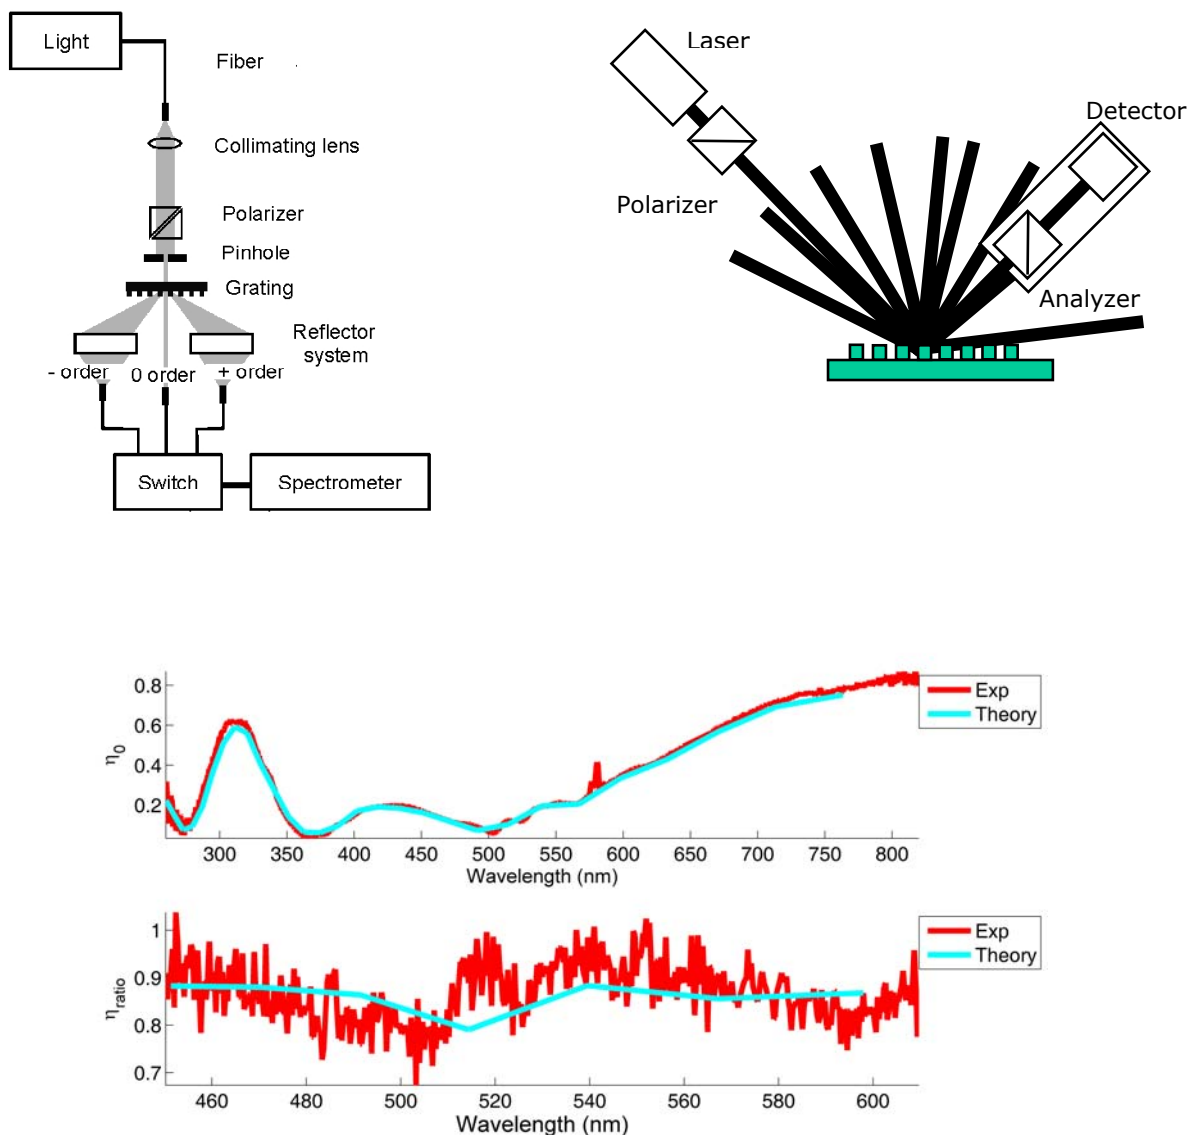 Light
Fiber
Collimating lens
Polarizer
Pinhole
Grating
Reflector
system
- order
0 order
+ order
Switch
Spectrometer
Laser
Detector
Polarizer
Analyzer
0.8
0.6
0.4
0.2
η0
300 350 400 450 500 550 600 650 700 750 800
Wavelength (nm)
Exp
Theory
1
0.9
0.8
0.7
ηratio
460 480 500 520 540 560 580 600
Wavelength (nm)
Exp
Theory